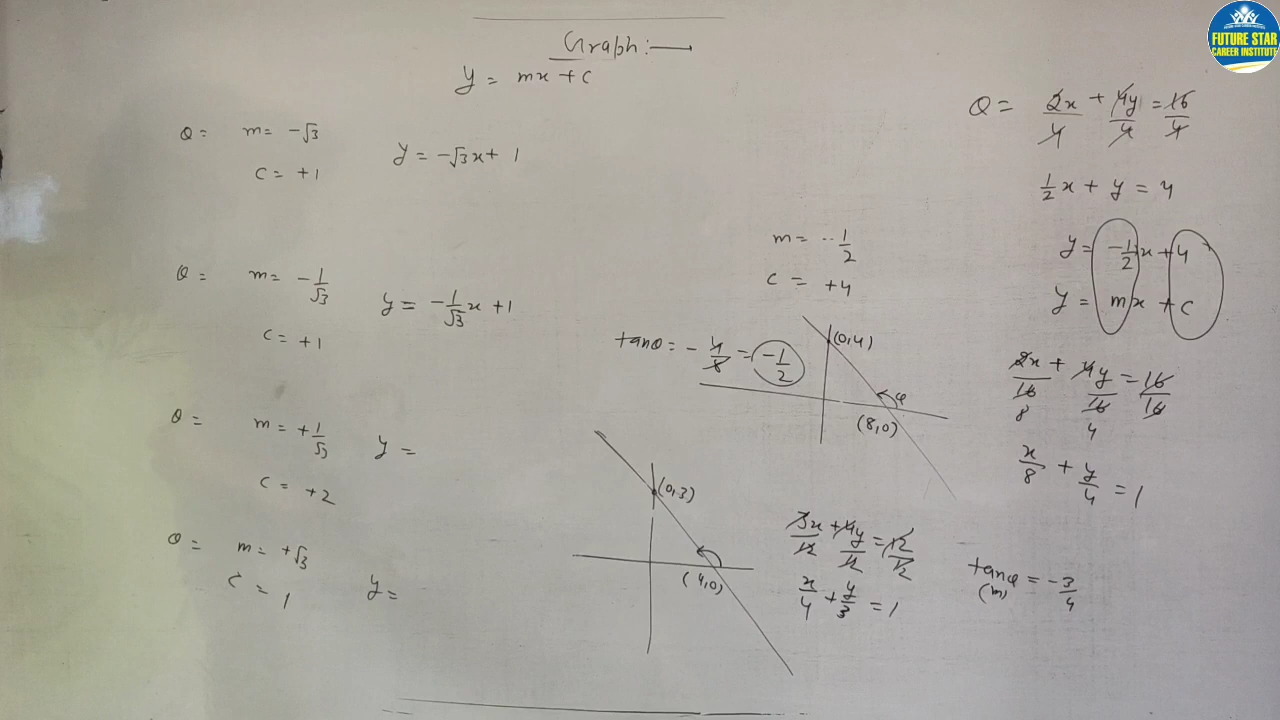 Graph:—
y = mx + c
Q = m = -√3
c = +1
y = -√3x + 1
Q = m = -1/√3
c = +1
y = -1/√3 x + 1
Q = m = +1/√3
c = +2
y =
Q = m = +√3
c = 1
y =
m = -1/2
c = +4
tanθ = -4/8 = -1/2
(0,4)
(8,0)
(0,3)
(4,0)
3x/12 + 4y/12 = 12/12
x/4 + y/3 = 1
tanθ = -3/4
(m)
Q = 2x/4 + 4y/4 = 16/4
1/2 x + y = 4
y = -1/2 x + 4
y = mx + c
2x/16 + 4y/16 = 16/16
8
4
x/8 + y/4 = 1
FUTURE STAR
CAREER INSTITUTE